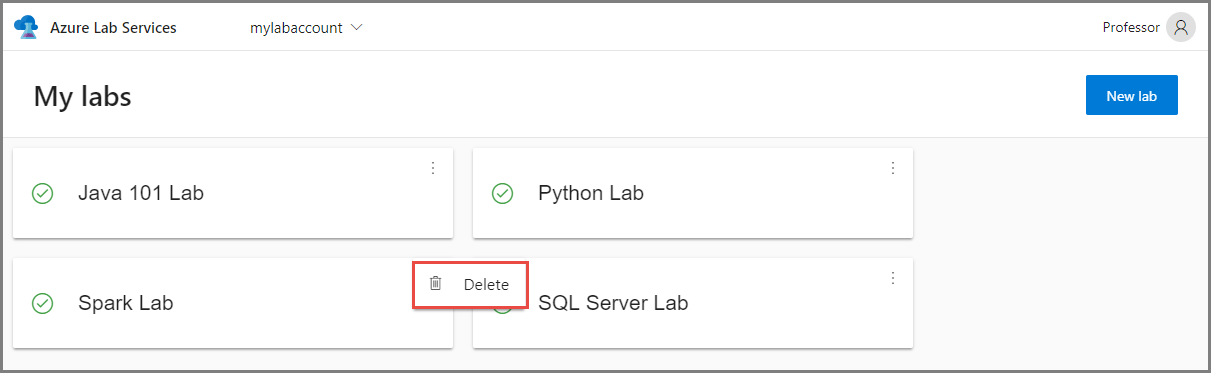 Azure Lab Services
mylabaccount
Professor
My labs
New lab
Java 101 Lab
Python Lab
Spark Lab
Delete
SQL Server Lab